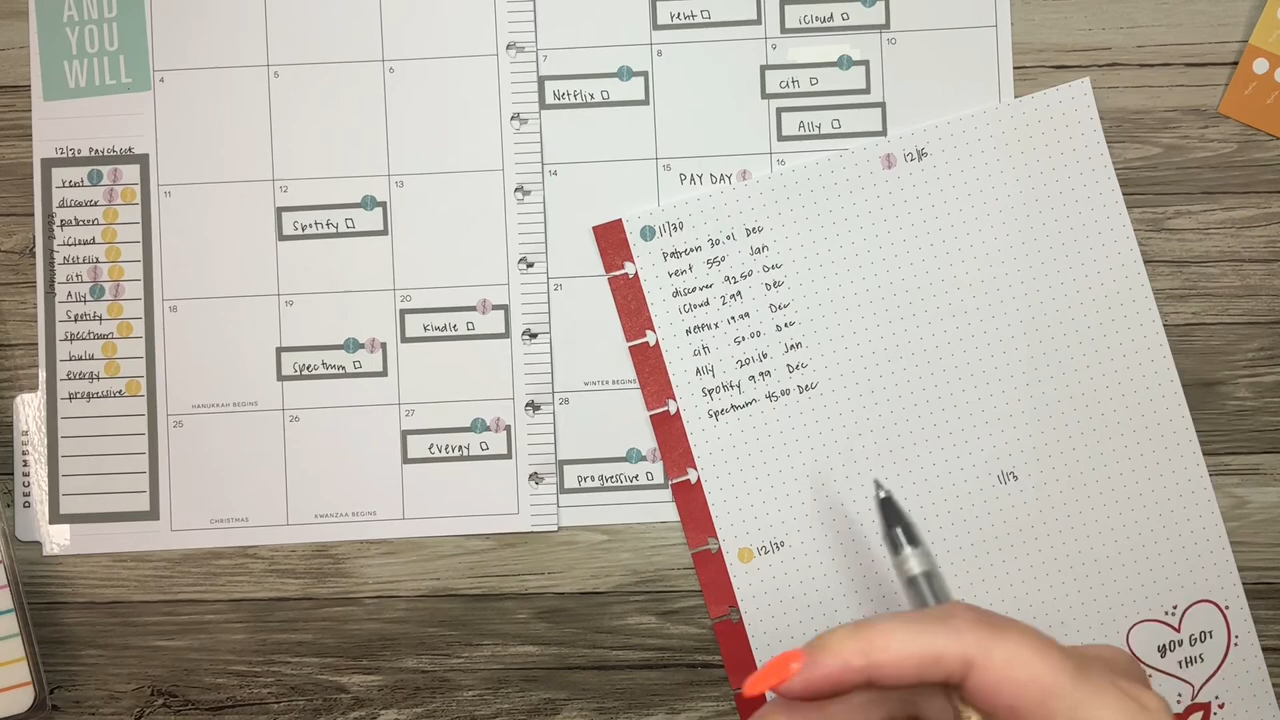 AND
YOU
WILL
12/30 Paycheck
rent
discover
patreon
iCloud
Netflix
citi
Ally
Spotify
spectrum
hulu
evergy
progressive
DECEMBER
4
5
6
11
12
Spotify
13
18
19
Spectrum
20
Kindle
HANUKKAH BEGINS
25
CHRISTMAS
26
KWANZAA BEGINS
27
evergy
rent
iCloud
7
Netflix
8
9
citi
Ally
10
14
15
PAY DAY
16
21
WINTER BEGINS
28
progressive
11/30
Patreon 30.01 Dec
rent 550. Jan
discover 92.50 Dec
iCloud 2.99 Dec
Netflix 19.99 Dec
citi 50.00 Dec
Ally 201.16 Jan
Spotify 9.99 Dec
Spectrum 45.00 Dec
12/15
12/30
1/13
YOU GOT
THIS